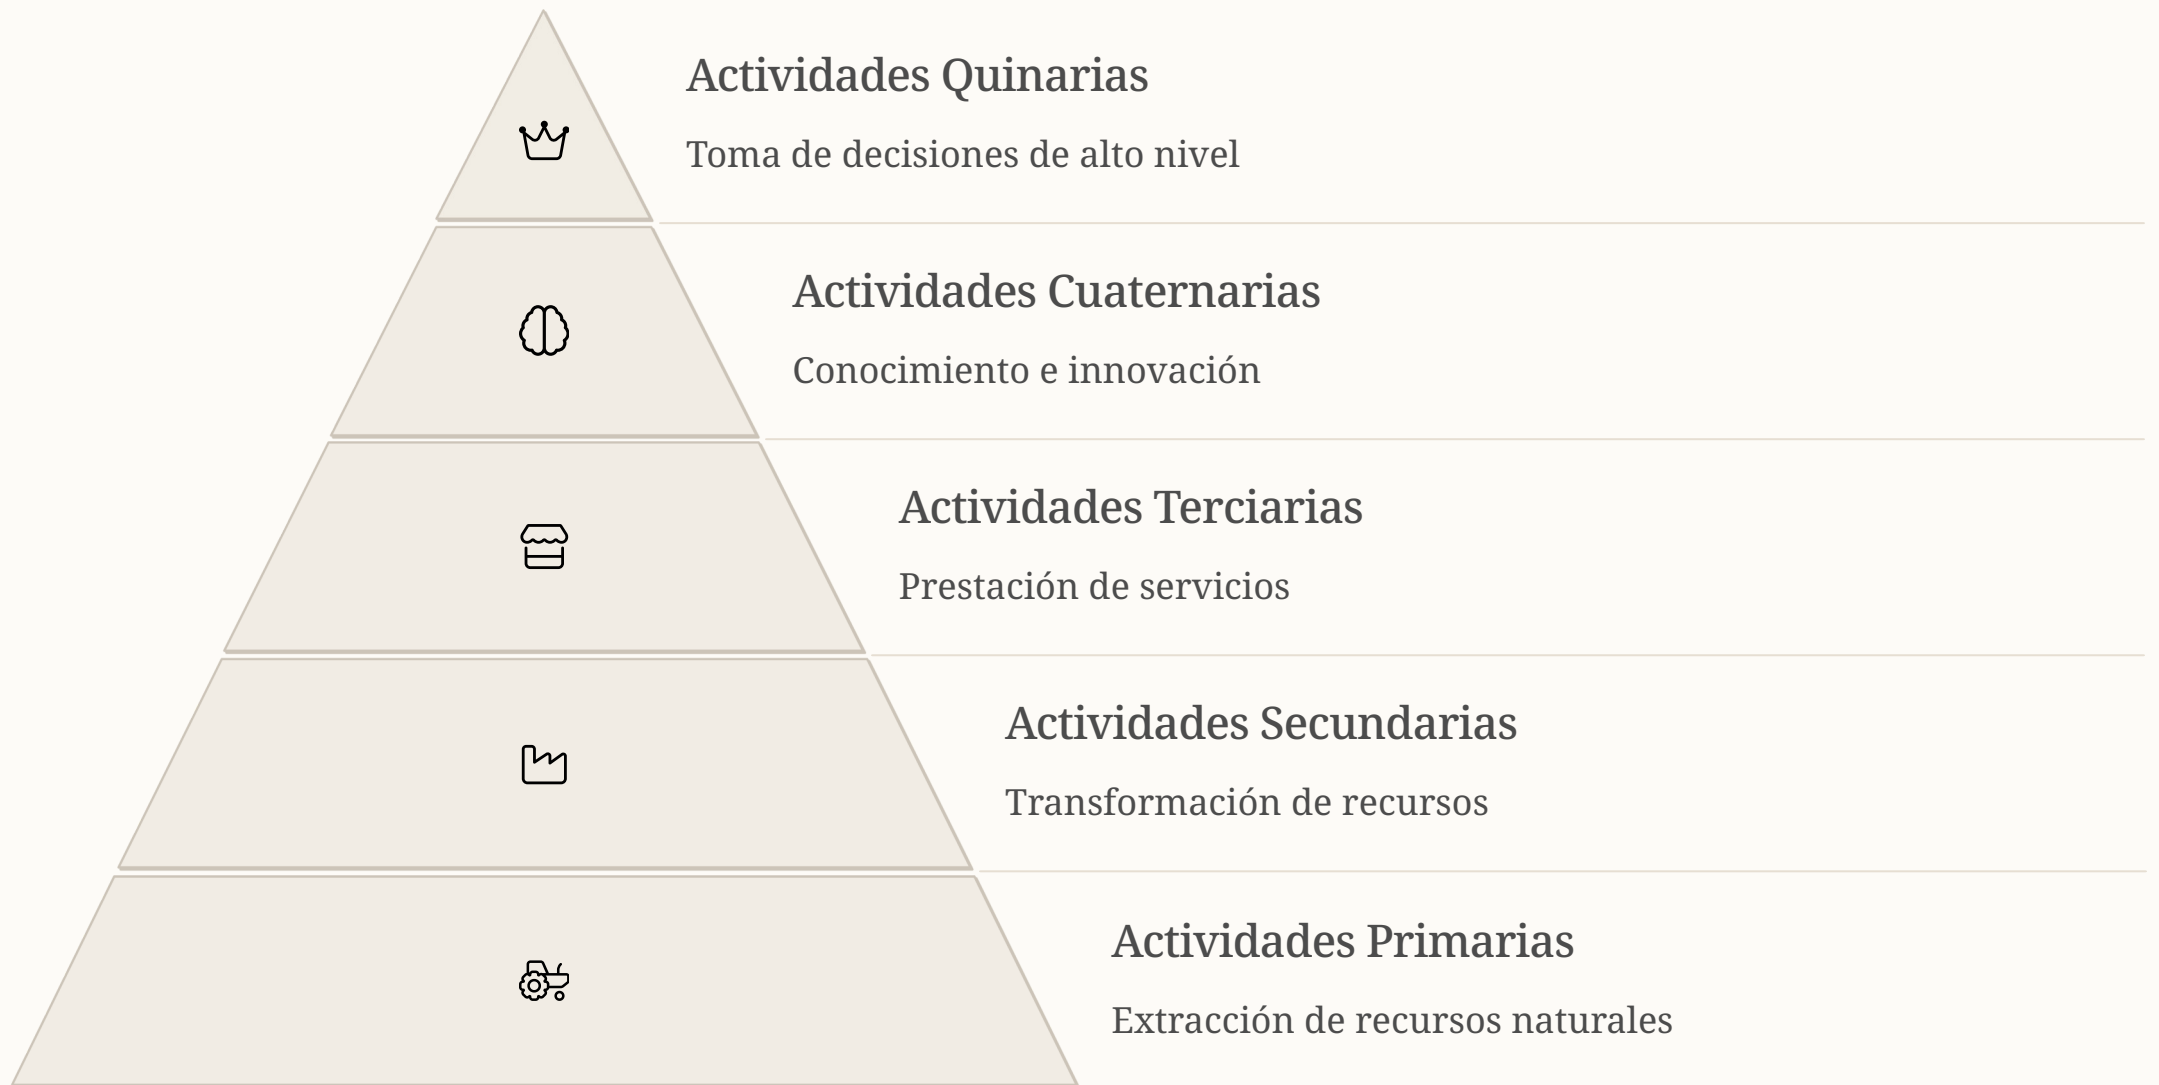 Actividades Quinarias
Toma de decisiones de alto nivel
Actividades Cuaternarias
Conocimiento e innovación
Actividades Terciarias
Prestación de servicios
Actividades Secundarias
Transformación de recursos
Actividades Primarias
Extracción de recursos naturales